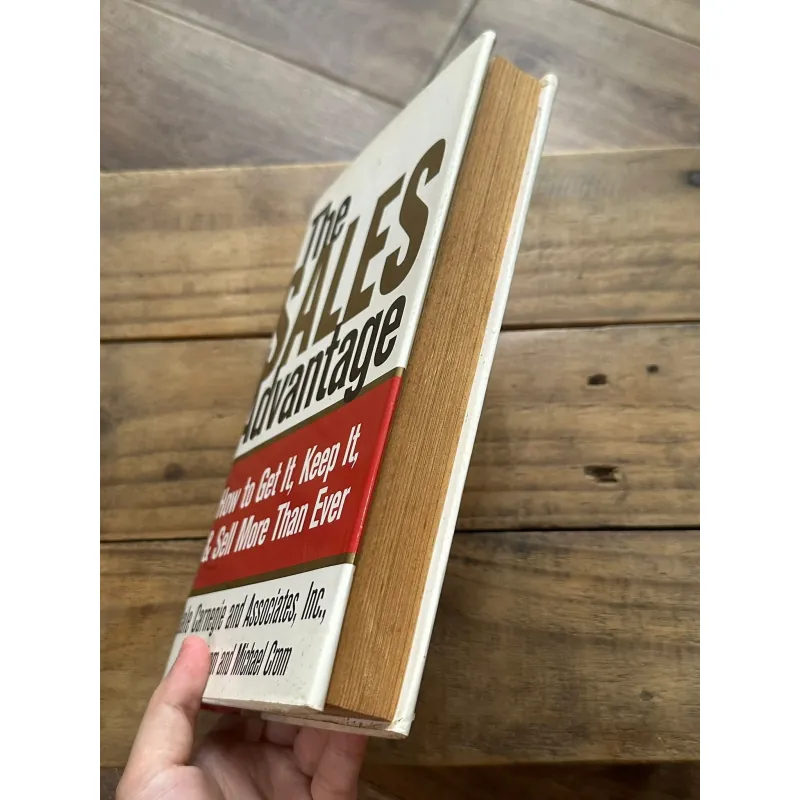 The
SALES
Advantage
How to Get It, Keep It,
& Sell More Than Ever
Dale Carnegie and Associates, Inc.,
and Michael Crom